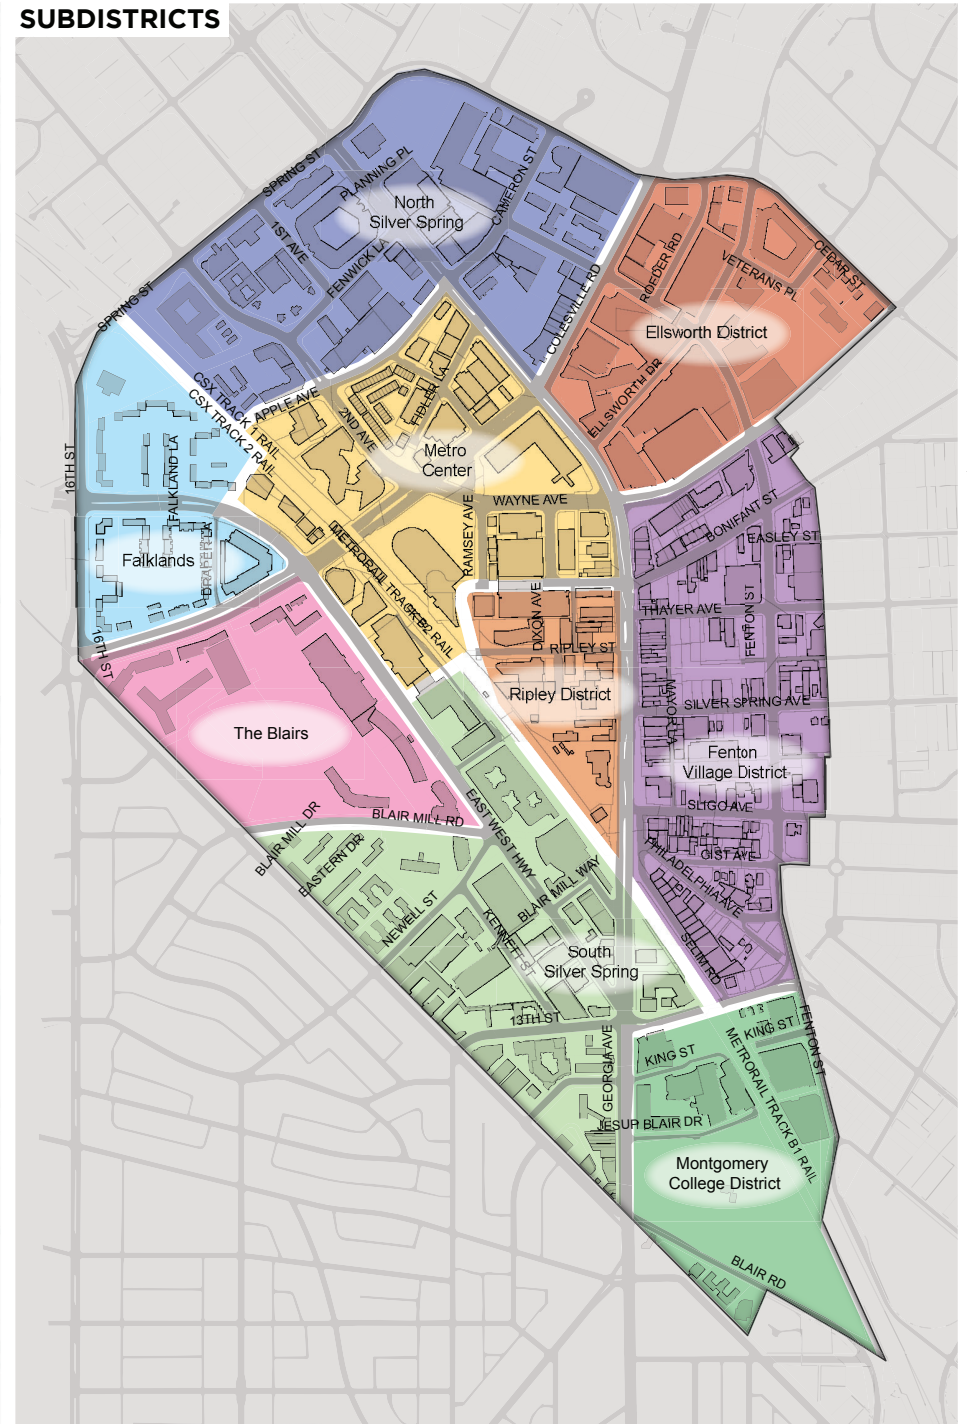 SUBDISTRICTS
SPRING ST
PLANNING PL
CAMERON ST
North
Silver Spring
1ST AVE
FENWICK LA
SPRING ST
COLESVILLE RD
ROEDER RD
VETERANS PL
CEDAR ST
Ellsworth District
ELLSWORTH DR
CSX TRACK 1 RAIL
CSX TRACK 2 RAIL
APPLE AVE
2ND AVE
FIDLER LA
Metro
Center
16TH ST
FALKLAND LA
WAYNE AVE
RAMSEY AVE
BONIFANT ST
EASLEY ST
Falklands
DRAPER LA
METRORAIL TRACK B2 RAIL
DIXON AVE
THAYER AVE
FENTON ST
16TH ST
RIPLEY ST
Ripley District
MAYOR LA
SILVER SPRING AVE
The Blairs
Fenton
Village District
BLAIR MILL DR
BLAIR MILL RD
EAST WEST HWY
SLIGO AVE
EASTERN DR
GIST AVE
PHILADELPHIA AVE
BLAIR MILL WAY
NEWELL ST
KENNETT ST
South
Silver Spring
SELIM RD
13TH ST
GEORGIA AVE
KING ST
KING ST
FENTON ST
METRORAIL TRACK B1 RAIL
JESUP BLAIR DR
Montgomery
College District
BLAIR RD